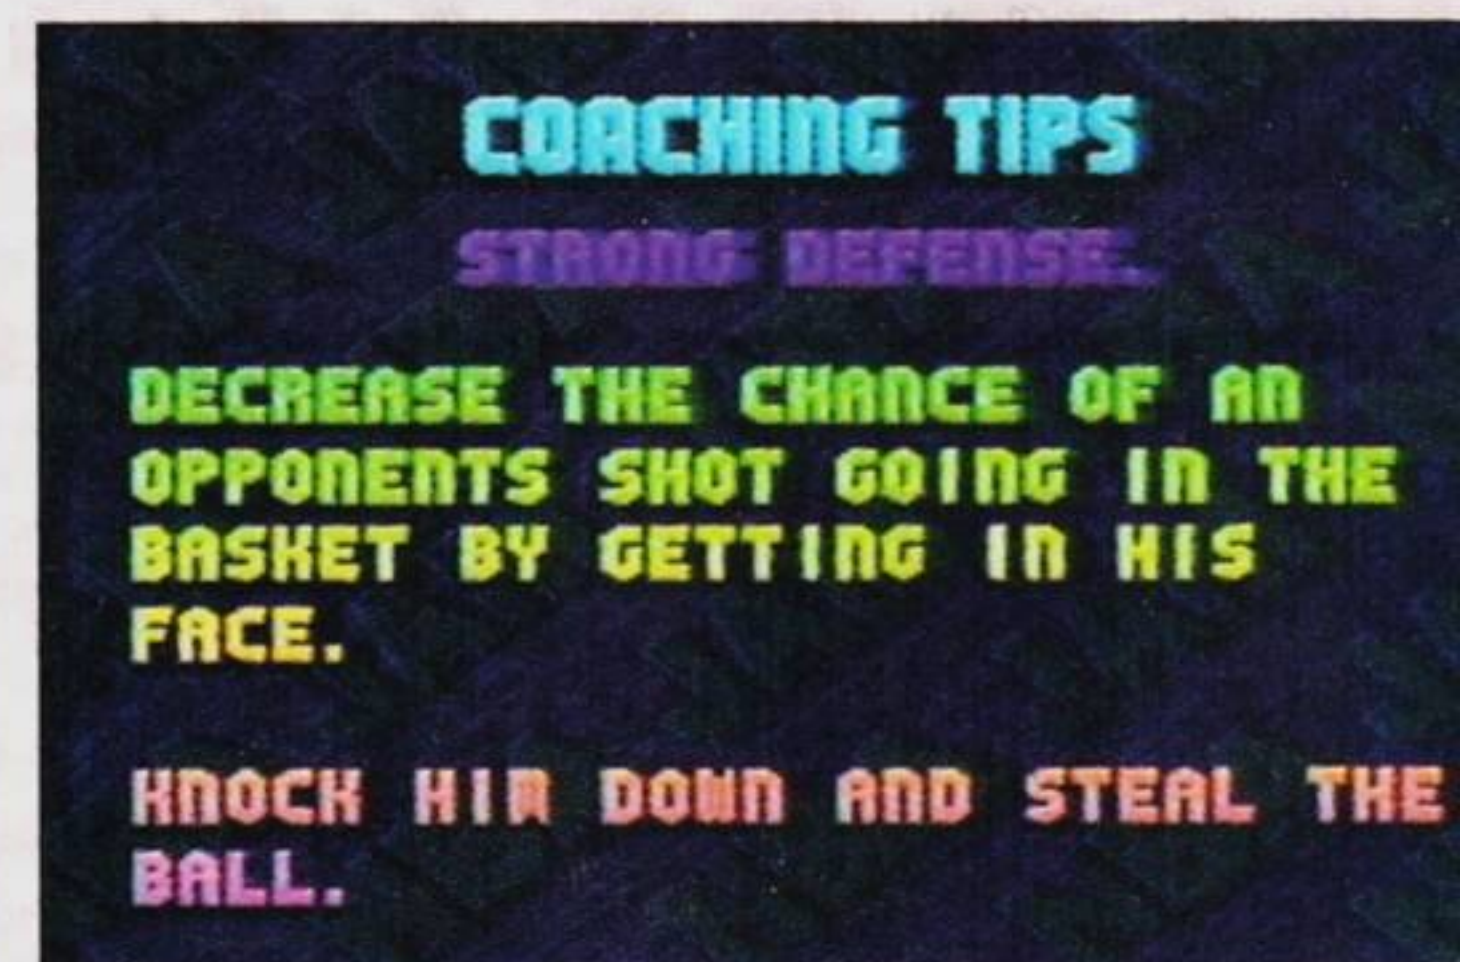 COACHING TIPS
STRONG DEFENSE.
DECREASE THE CHANCE OF AN
OPPONENTS SHOT GOING IN THE
BASKET BY GETTING IN HIS
FACE.
KNOCK HIM DOWN AND STEAL THE
BALL.